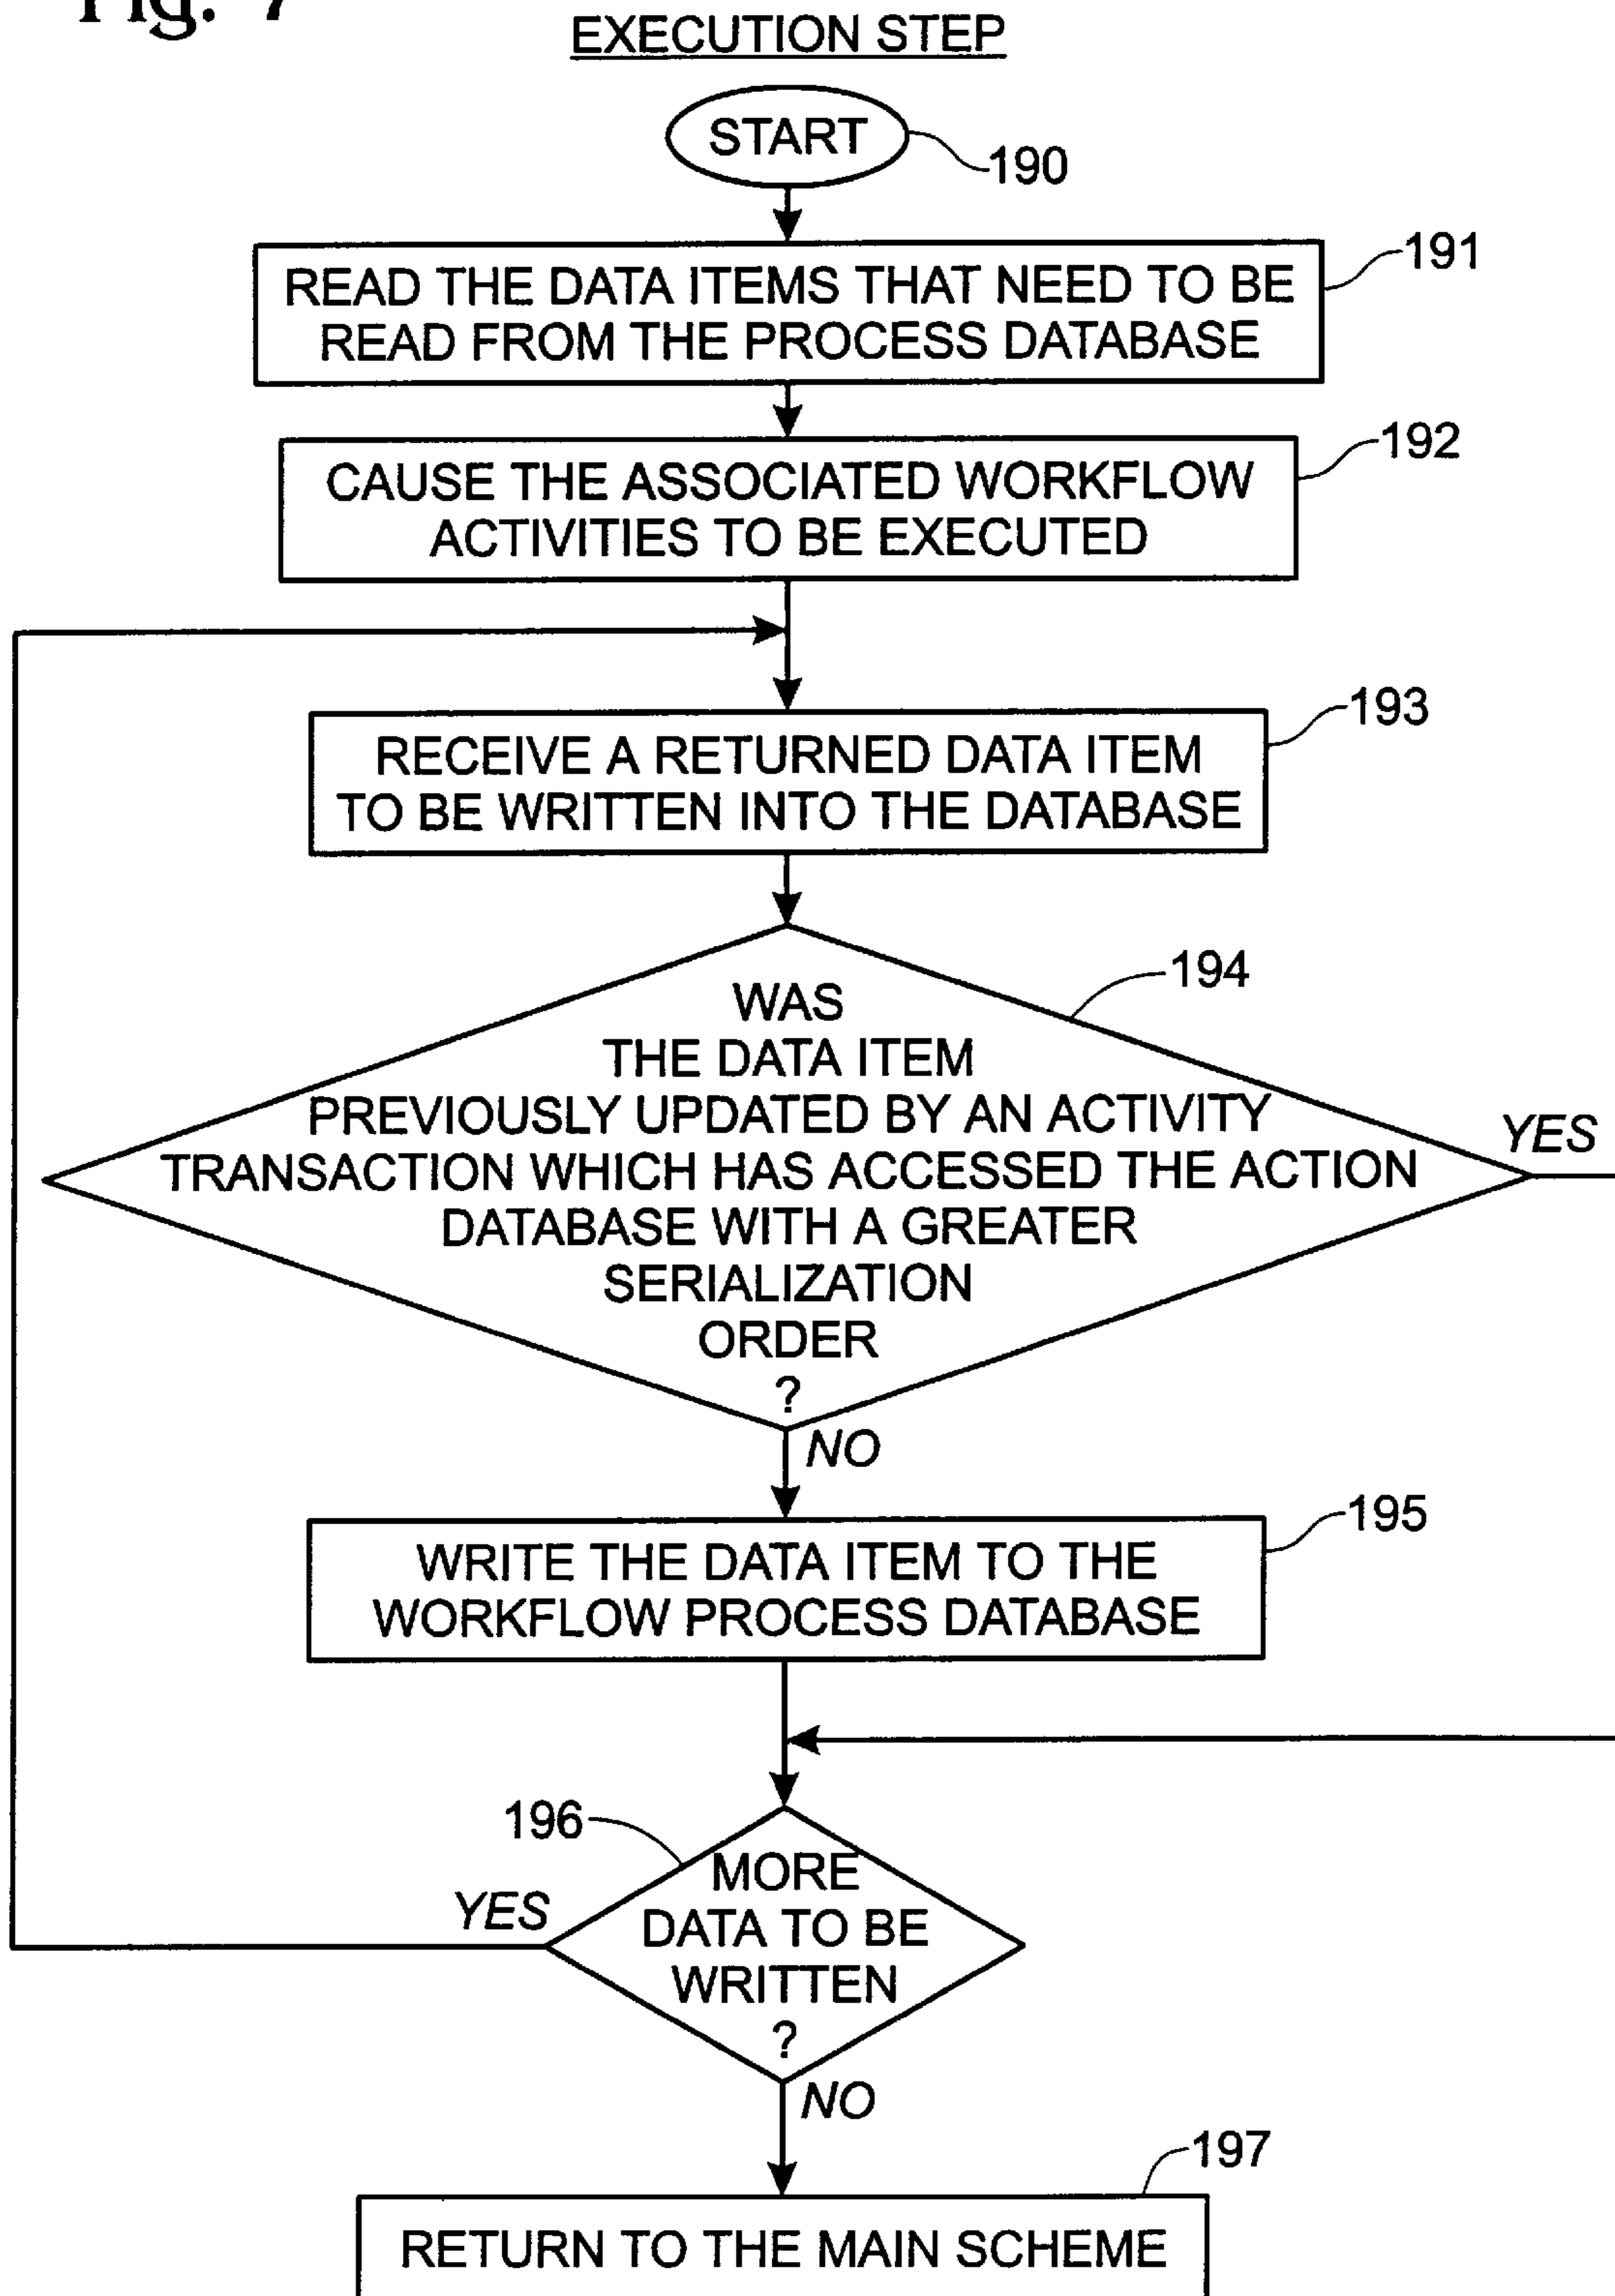 Fig. 7
EXECUTION STEP
START
190
191
READ THE DATA ITEMS THAT NEED TO BE
READ FROM THE PROCESS DATABASE
192
CAUSE THE ASSOCIATED WORKFLOW
ACTIVITIES TO BE EXECUTED
193
RECEIVE A RETURNED DATA ITEM
TO BE WRITTEN INTO THE DATABASE
194
WAS
THE DATA ITEM
PREVIOUSLY UPDATED BY AN ACTIVITY
TRANSACTION WHICH HAS ACCESSED THE ACTION
DATABASE WITH A GREATER
SERIALIZATION
ORDER
?
YES
NO
195
WRITE THE DATA ITEM TO THE
WORKFLOW PROCESS DATABASE
196
MORE
DATA TO BE
WRITTEN
?
YES
NO
197
RETURN TO THE MAIN SCHEME